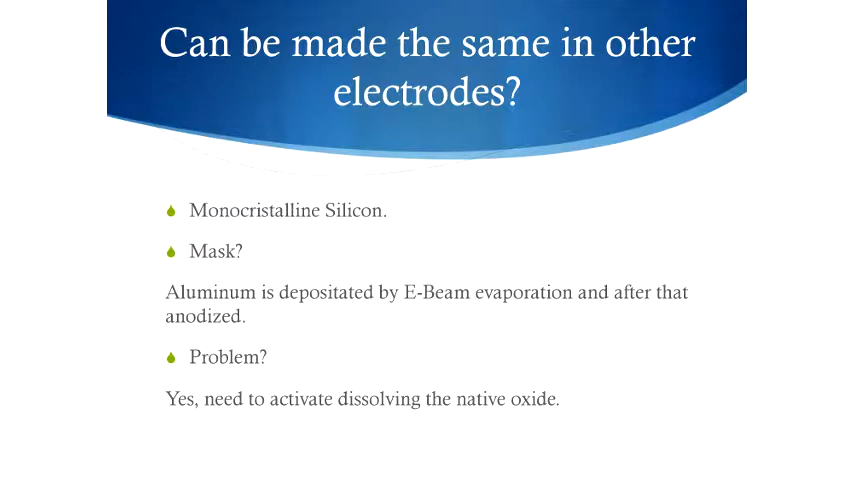 Can be made the same in other
electrodes?
Monocristalline Silicon.
Mask?
Aluminum is depositated by E-Beam evaporation and after that
anodized.
Problem?
Yes, need to activate dissolving the native oxide.